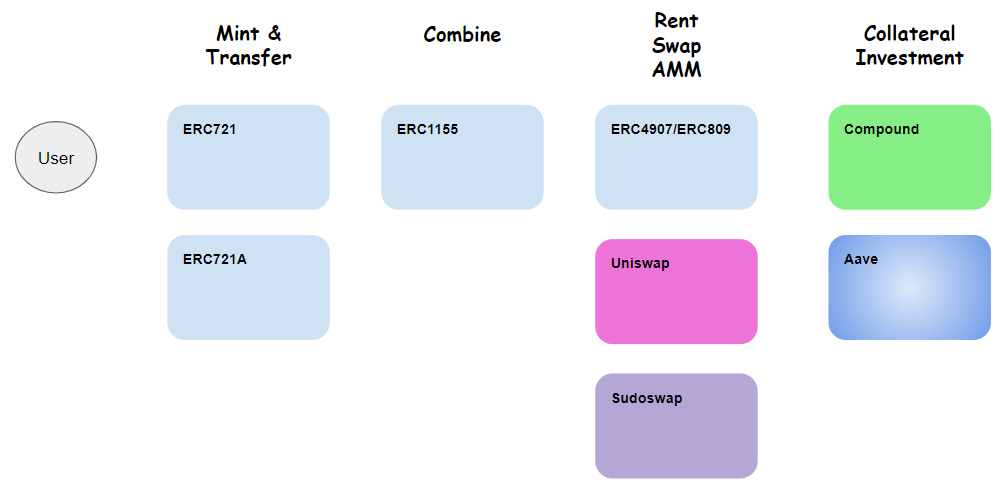 Mint &
Transfer
Combine
Rent
Swap
AMM
Collateral
Investment
User
ERC721
ERC1155
ERC4907/ERC809
Compound
ERC721A
Uniswap
Aave
Sudoswap